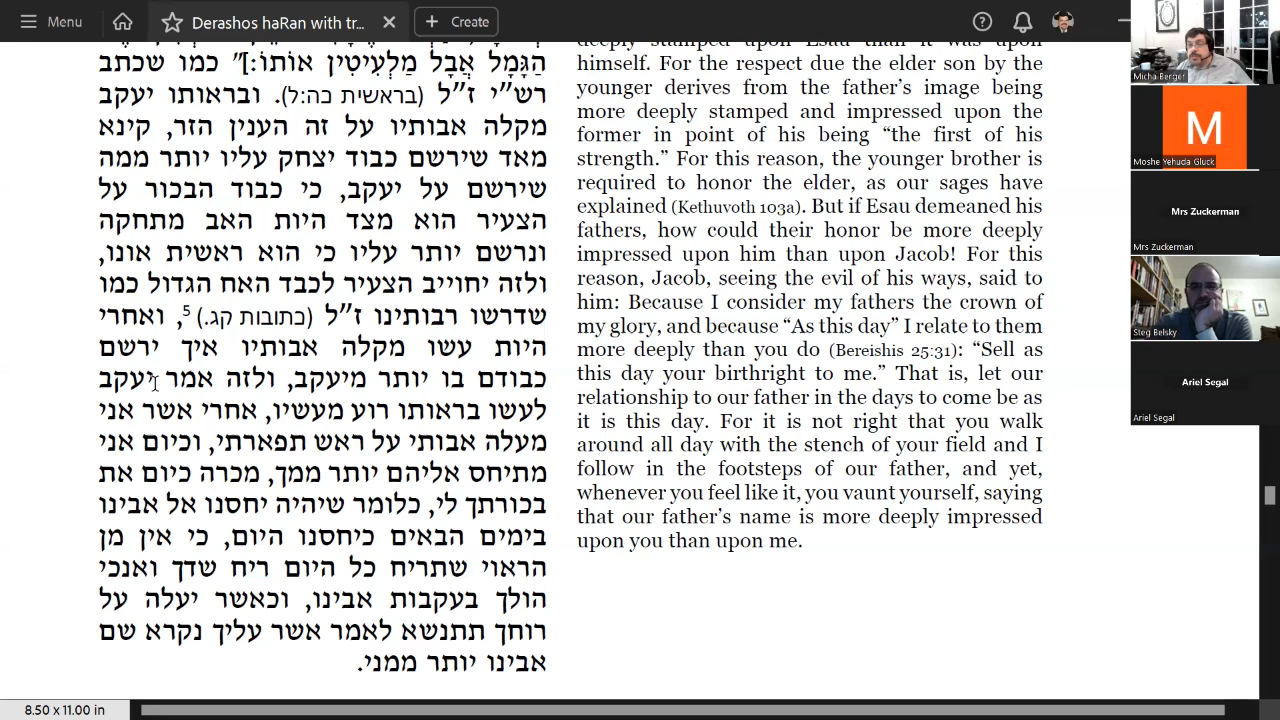 Menu
Derashos haRan with tr...
Create
הַגָּמָל אֲבָל מַלְעִיטִין אוֹתוֹ:]" כמו שכתב
רש"י ז"ל (בראשית כה:ל). ובראותו יעקב
מקלה אבותיו על זה הענין הזר, קינא
מאד שירשם כבוד יצחק עליו יותר ממה
שירשם על יעקב, כי כבוד הבכור על
הצעיר הוא מצד היות האב מתחקה
ונרשם יותר עליו כי הוא ראשית אונו,
ולזה יחוייב הצעיר לכבד האח הגדול כמו
שדרשו רבותינו ז"ל (כתובות קג.) 5, ואחרי
היות עשו מקלה אבותיו איך ירשם
כבודם בו יותר מיעקב, ולזה אמר יעקב
לעשו בראותו רוע מעשיו, אחרי אשר אני
מעלה אבותי על ראש תפארתי, וכיום אני
מתיחס אליהם יותר ממך, מכרה כיום את
בכורתך לי, כלומר שיהיה יחסנו אל אבינו
בימים הבאים כיחסנו היום, כי אין מן
הראוי שתריח כל היום ריח שדך ואנכי
הולך בעקבות אבינו, וכאשר יעלה על
רוחך תתנשא לאמר אשר עליך נקרא שם
אבינו יותר ממני.
deeply stamped upon Esau than it was upon
himself. For the respect due the elder son by the
younger derives from the father's image being
more deeply stamped and impressed upon the
former in point of his being "the first of his
strength." For this reason, the younger brother is
required to honor the elder, as our sages have
explained (Kethuvoth 103a). But if Esau demeaned his
fathers, how could their honor be more deeply
impressed upon him than upon Jacob! For this
reason, Jacob, seeing the evil of his ways, said to
him: Because I consider my fathers the crown of
my glory, and because "As this day" I relate to them
more deeply than you do (Bereishis 25:31): "Sell as
this day your birthright to me." That is, let our
relationship to our father in the days to come be as
it is this day. For it is not right that you walk
around all day with the stench of your field and I
follow in the footsteps of our father, and yet,
whenever you feel like it, you vaunt yourself, saying
that our father's name is more deeply impressed
upon you than upon me.
Micha Berger
M
Moshe Yehuda Gluck
Mrs Zuckerman
Mrs Zuckerman
Steg Belsky
Ariel Segal
Ariel Segal
8.50 x 11.00 in